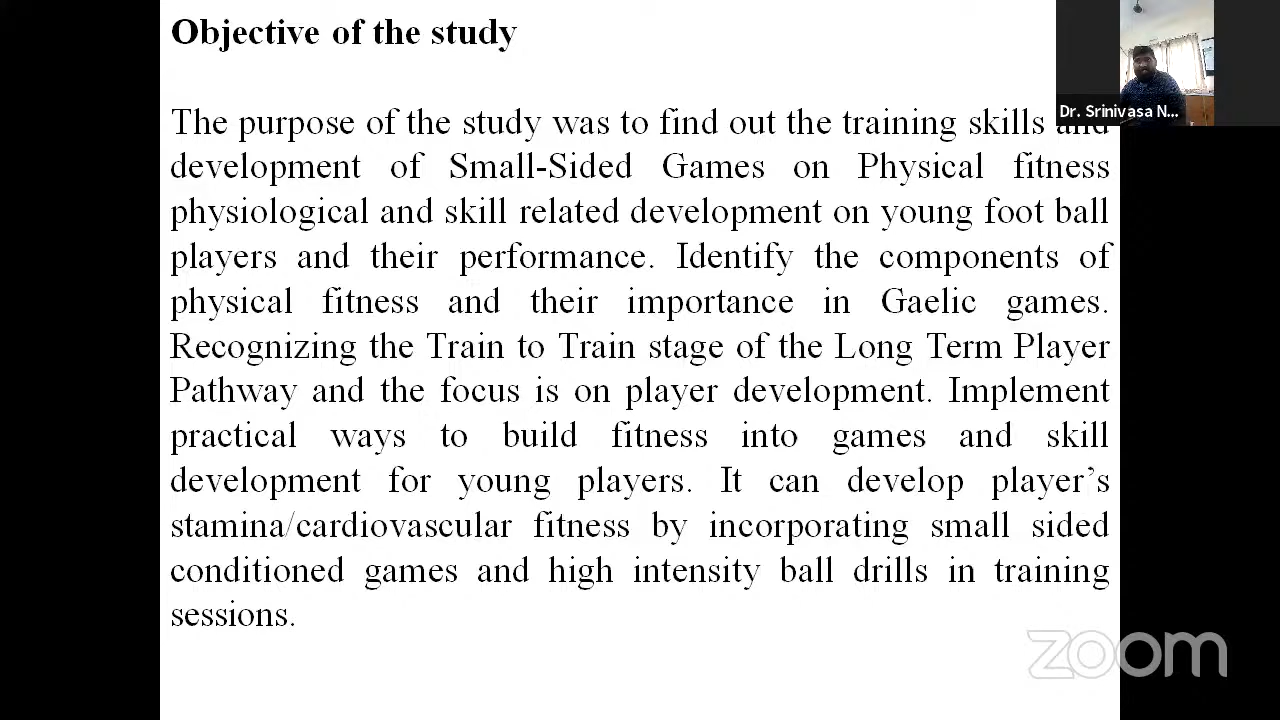 Objective of the study
The purpose of the study was to find out the training skills and
development of Small-Sided Games on Physical fitness
physiological and skill related development on young foot ball
players and their performance. Identify the components of
physical fitness and their importance in Gaelic games.
Recognizing the Train to Train stage of the Long Term Player
Pathway and the focus is on player development. Implement
practical ways to build fitness into games and skill
development for young players. It can develop player’s
stamina/cardiovascular fitness by incorporating small sided
conditioned games and high intensity ball drills in training
sessions.
Dr. Srinivasa N...
zoom